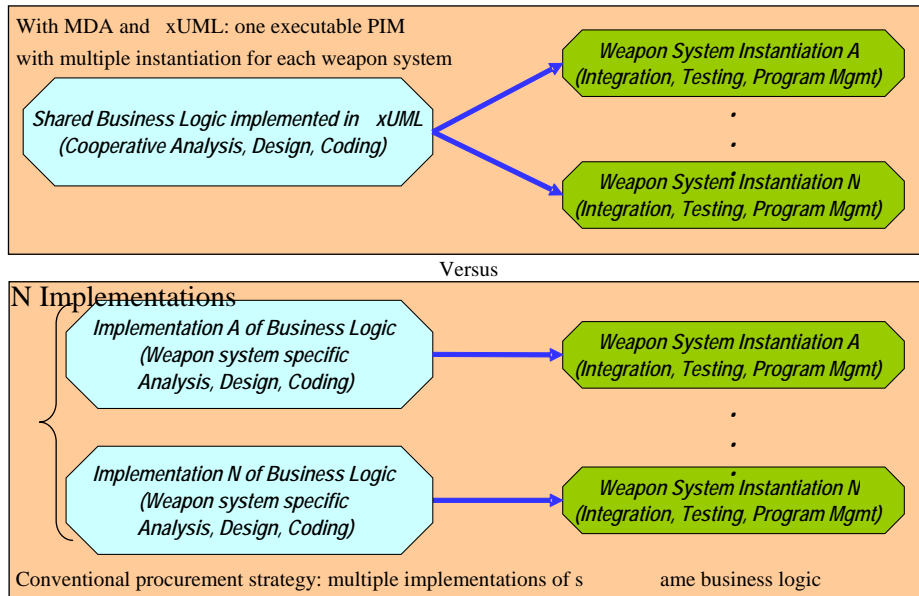 With MDA and xUML: one executable PIM
with multiple instantiation for each weapon system
Shared Business Logic implemented in xUML
(Cooperative Analysis, Design, Coding)
Weapon System Instantiation A
(Integration, Testing, Program Mgmt)
.
.
.
Weapon System Instantiation N
(Integration, Testing, Program Mgmt)
Versus
N Implementations
Implementation A of Business Logic
(Weapon system specific
Analysis, Design, Coding)
Weapon System Instantiation A
(Integration, Testing, Program Mgmt)
.
.
.
Implementation N of Business Logic
(Weapon system specific
Analysis, Design, Coding)
Weapon System Instantiation N
(Integration, Testing, Program Mgmt)
Conventional procurement strategy: multiple implementations of s ame business logic